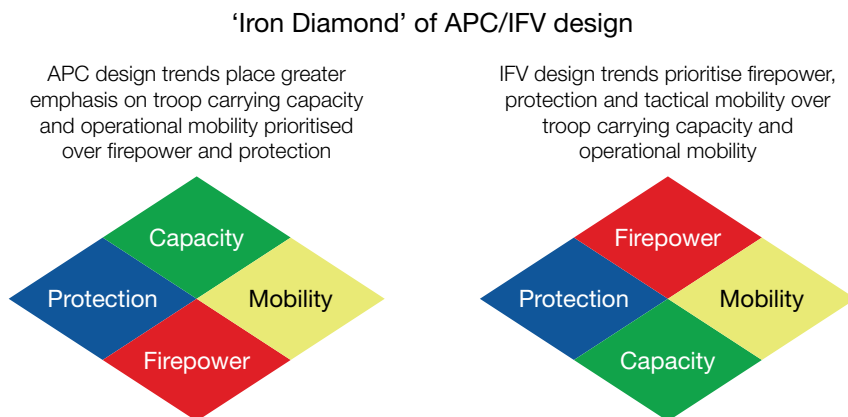 ‘Iron Diamond’ of APC/IFV design
APC design trends place greater
emphasis on troop carrying capacity
and operational mobility prioritised
over firepower and protection
Capacity
Protection
Mobility
Firepower
IFV design trends prioritise firepower,
protection and tactical mobility over
troop carrying capacity and
operational mobility
Firepower
Protection
Mobility
Capacity